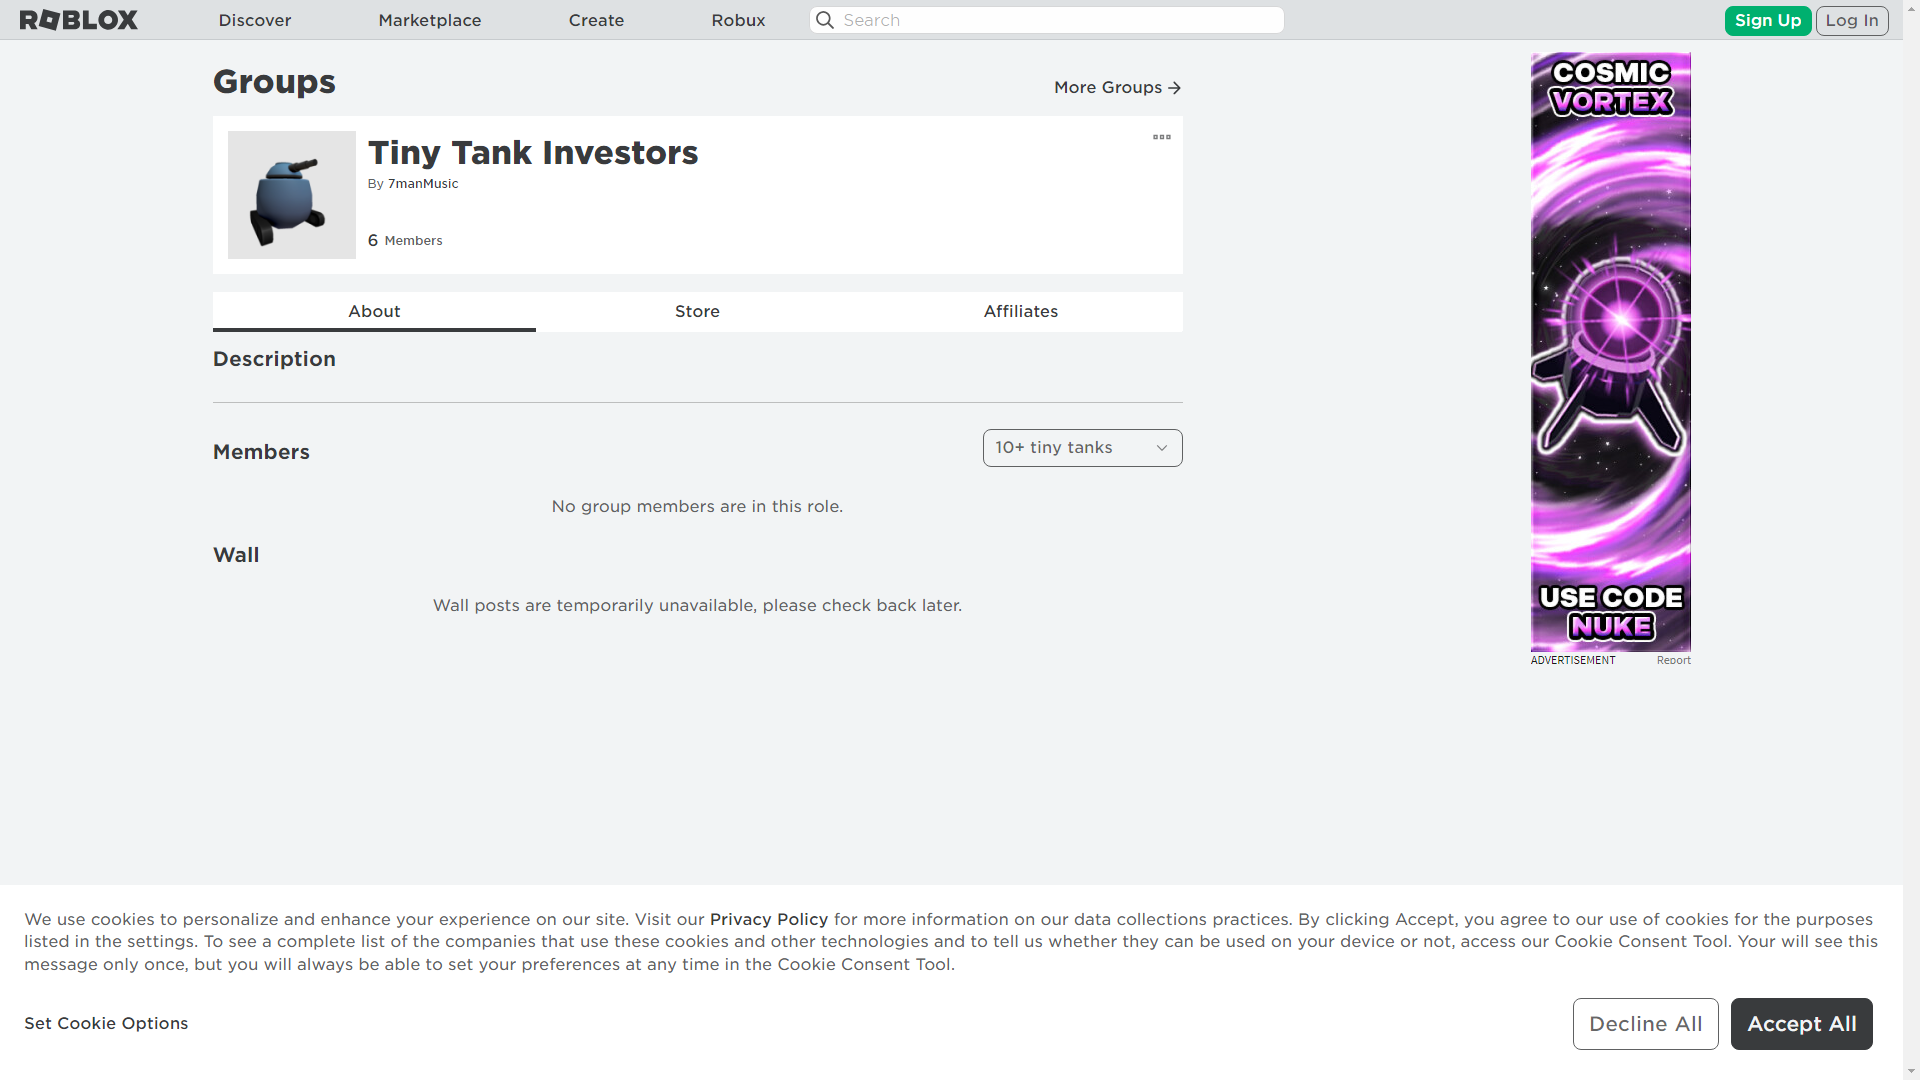 ROBLOX
Discover
Marketplace
Create
Robux
Search
Sign Up
Log In
Groups
More Groups
Tiny Tank Investors
By 7manMusic
6 Members
About
Store
Affiliates
Description
Members
10+ tiny tanks
No group members are in this role.
Wall
Wall posts are temporarily unavailable, please check back later.
COSMIC
VORTEX
USE CODE
NUKE
ADVERTISEMENT
Report
We use cookies to personalize and enhance your experience on our site. Visit our Privacy Policy for more information on our data collections practices. By clicking Accept, you agree to our use of cookies for the purposes
listed in the settings. To see a complete list of the companies that use these cookies and other technologies and to tell us whether they can be used on your device or not, access our Cookie Consent Tool. Your will see this
message only once, but you will always be able to set your preferences at any time in the Cookie Consent Tool.
Set Cookie Options
Decline All
Accept All